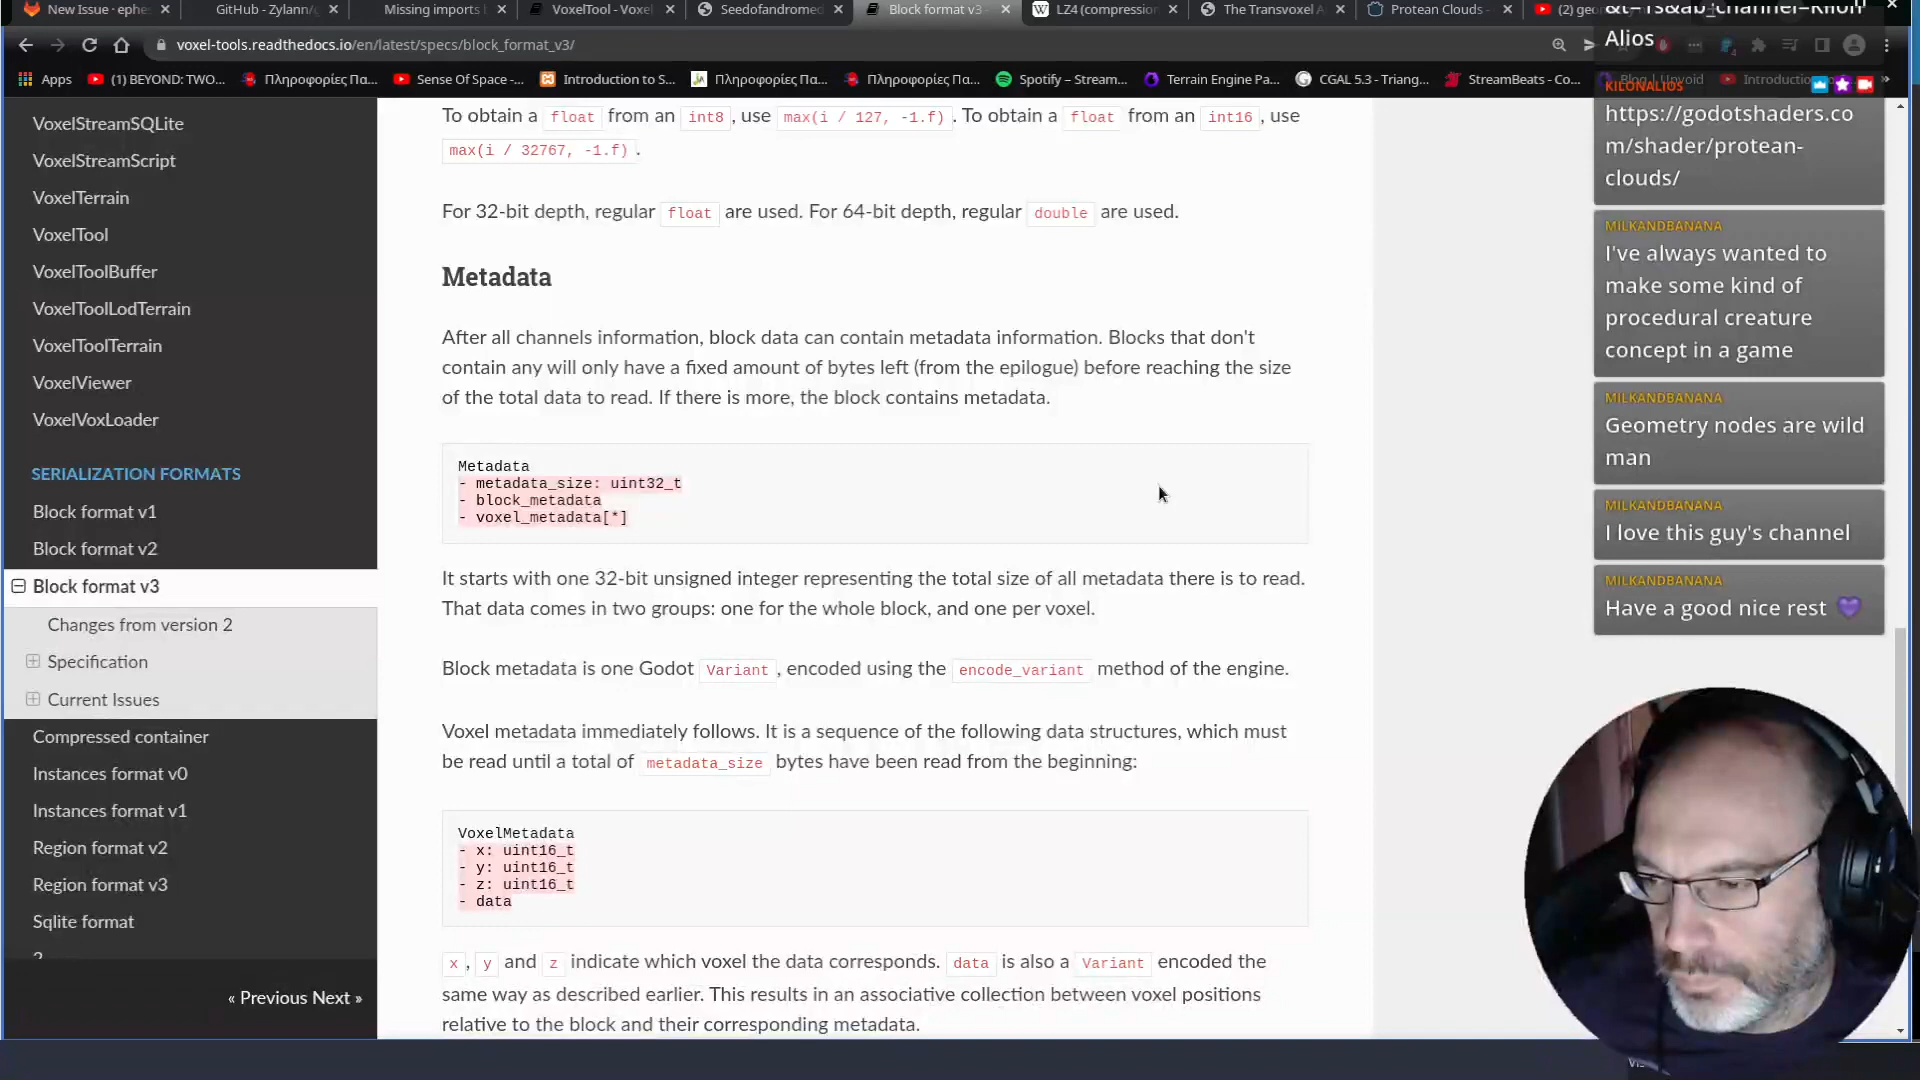 New Issue · ephe
GitHub - Zylann/g
Missing imports
VoxelTool - Voxel
Seedofandromed
Block format v3 -
LZ4 (compression
The Transvoxel A
Protean Clouds -
(2) geo
voxel-tools.readthedocs.io/en/latest/specs/block_format_v3/
Apps
(1) BEYOND: TWO...
Πληροφορίες Πα...
Sense Of Space -...
Introduction to S...
Πληροφορίες Πα...
Πληροφορίες Πα...
Spotify – Stream...
Terrain Engine Pa...
CGAL 5.3 - Triang...
StreamBeats - Co...
Blog | Unvoid
Introductio
VoxelStreamSQLite
VoxelStreamScript
VoxelTerrain
VoxelTool
VoxelToolBuffer
VoxelToolLodTerrain
VoxelToolTerrain
VoxelViewer
VoxelVoxLoader
SERIALIZATION FORMATS
Block format v1
Block format v2
Block format v3
Changes from version 2
Specification
Current Issues
Compressed container
Instances format v0
Instances format v1
Region format v2
Region format v3
Sqlite format
« Previous Next »
To obtain a float from an int8, use max(i / 127, -1.f). To obtain a float from an int16, use
max(i / 32767, -1.f).
For 32-bit depth, regular float are used. For 64-bit depth, regular double are used.
Metadata
After all channels information, block data can contain metadata information. Blocks that don't
contain any will only have a fixed amount of bytes left (from the epilogue) before reaching the size
of the total data to read. If there is more, the block contains metadata.
Metadata
- metadata_size: uint32_t
- block_metadata
- voxel_metadata[*]
It starts with one 32-bit unsigned integer representing the total size of all metadata there is to read.
That data comes in two groups: one for the whole block, and one per voxel.
Block metadata is one Godot Variant, encoded using the encode_variant method of the engine.
Voxel metadata immediately follows. It is a sequence of the following data structures, which must
be read until a total of metadata_size bytes have been read from the beginning:
VoxelMetadata
- x: uint16_t
- y: uint16_t
- z: uint16_t
- data
x, y and z indicate which voxel the data corresponds. data is also a Variant encoded the
same way as described earlier. This results in an associative collection between voxel positions
relative to the block and their corresponding metadata.
&t=1s&ab_channel=Kilon
Alios
KILONALIOS
https://godotshaders.co
m/shader/protean-
clouds/
MILKANDBANANA
I've always wanted to
make some kind of
procedural creature
concept in a game
MILKANDBANANA
Geometry nodes are wild
man
MILKANDBANANA
I love this guy's channel
MILKANDBANANA
Have a good nice rest 💜